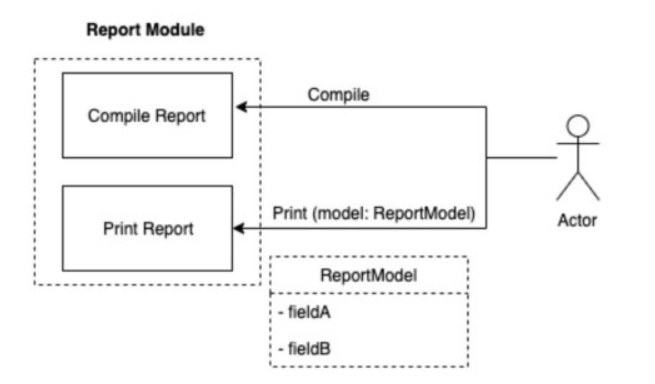 Report Module
Compile Report
Compile
Print Report
Print (model: ReportModel)
Actor
ReportModel
- fieldA
- fieldB